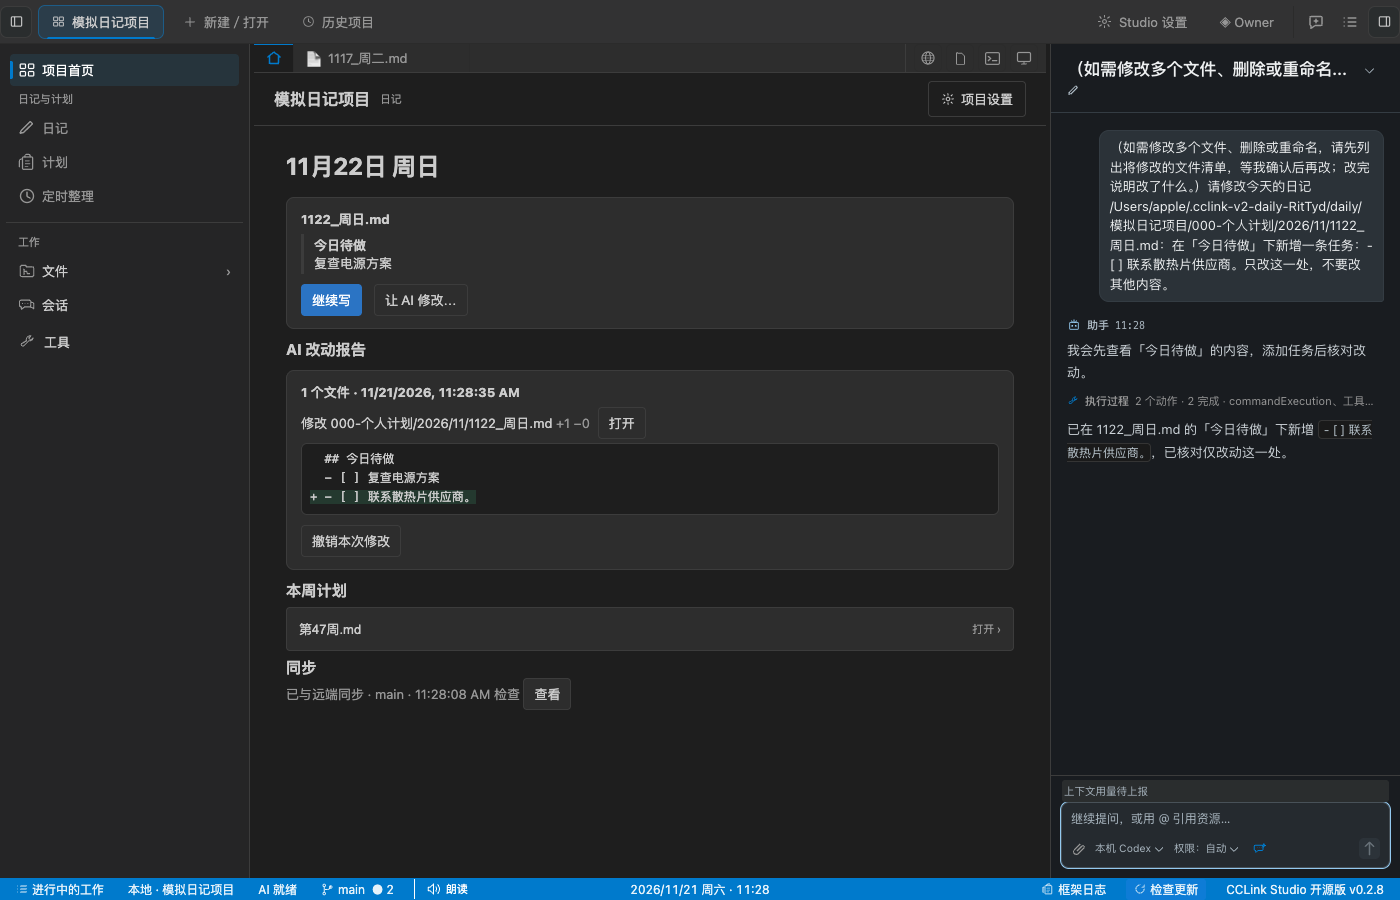 模拟日记项目
新建 / 打开
历史项目
Studio 设置
Owner
项目首页
日记与计划
日记
计划
定时整理
工作
文件
会话
工具
1117_周二.md
模拟日记项目 日记
项目设置
11月22日 周日
1122_周日.md
今日待做
复查电源方案
继续写
让 AI 修改...
AI 改动报告
1 个文件 · 11/21/2026, 11:28:35 AM
修改 000-个人计划/2026/11/1122_周日.md +1 −0 打开
## 今日待做
- [ ] 复查电源方案
+ - [ ] 联系散热片供应商。
撤销本次修改
本周计划
第47周.md
打开 ›
同步
已与远端同步 · main · 11:28:08 AM 检查 查看
（如需修改多个文件、删除或重命名...
（如需修改多个文件、删除或重命名，请先列
出将修改的文件清单，等我确认后再改；改完
说明改了什么。）请修改今天的日记
/Users/apple/.cclink-v2-daily-RitTyd/daily/
模拟日记项目/000-个人计划/2026/11/1122_
周日.md：在「今日待做」下新增一条任务：-
[ ] 联系散热片供应商。只改这一处，不要改
其他内容。
助手 11:28
我会先查看「今日待做」的内容，添加任务后核对改
动。
执行过程 2 个动作 · 2 完成 · commandExecution、工具...
已在 1122_周日.md 的「今日待做」下新增 - [ ] 联系
散热片供应商。，已核对仅改动这一处。
上下文用量待上报
继续提问，或用 @ 引用资源...
本机 Codex
权限：自动
进行中的工作
本地 · 模拟日记项目
AI 就绪
main
2
朗读
2026/11/21 周六 · 11:28
框架日志
检查更新
CCLink Studio 开源版 v0.2.8